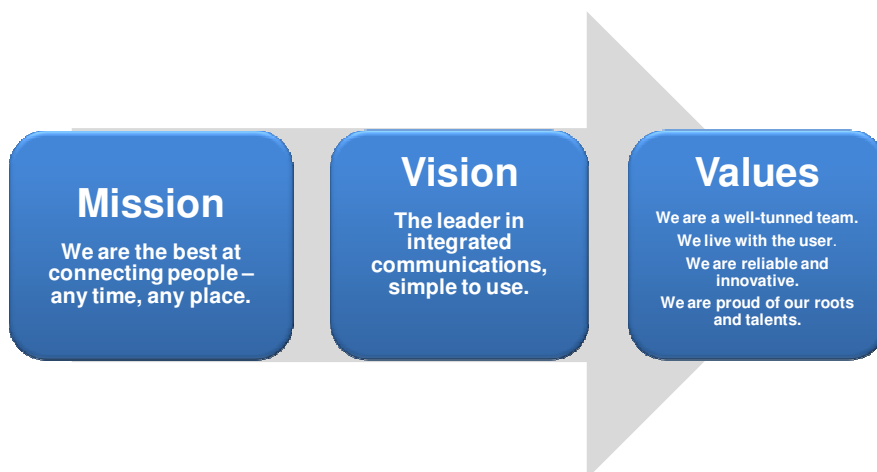 Mission
We are the best at
connecting people –
any time, any place.
Vision
The leader in
integrated
communications,
simple to use.
Values
We are a well-tunned team.
We live with the user.
We are reliable and
innovative.
We are proud of our roots
and talents.